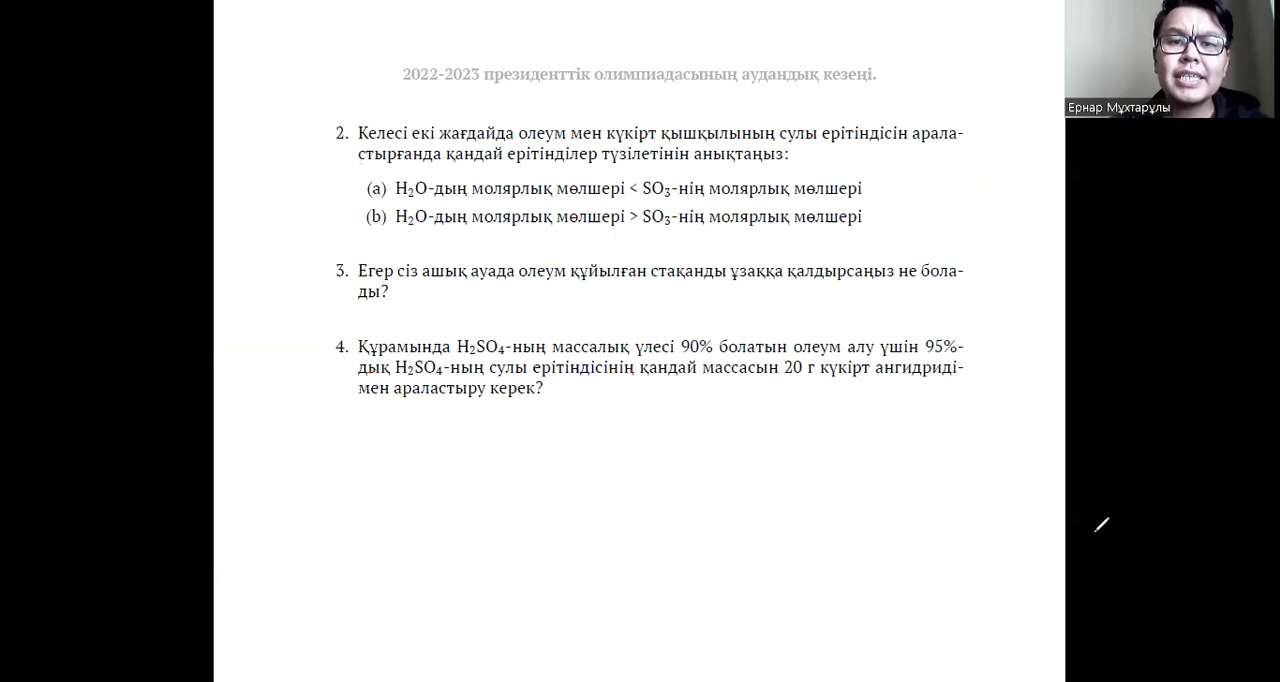 2022-2023 президенттік олимпиадасының аудандық кезеңі.
Ернар Мұхтарұлы
2. Келесі екі жағдайда олеум мен күкірт қышқылының сулы ерітіндісін арала-
стырғанда қандай ерітінділер түзілетінін анықтаңыз:
(a) H₂O-дың молярлық мөлшері < SO₃-нің молярлық мөлшері
(b) H₂O-дың молярлық мөлшері > SO₃-нің молярлық мөлшері
3. Егер сіз ашық ауада олеум құйылған стақанды ұзаққа қалдырсаңыз не бола-
ды?
4. Құрамында H₂SO₄-ның массалық үлесі 90% болатын олеум алу үшін 95%-
дық H₂SO₄-ның сулы ерітіндісінің қандай массасын 20 г күкірт ангидриді-
мен араластыру керек?